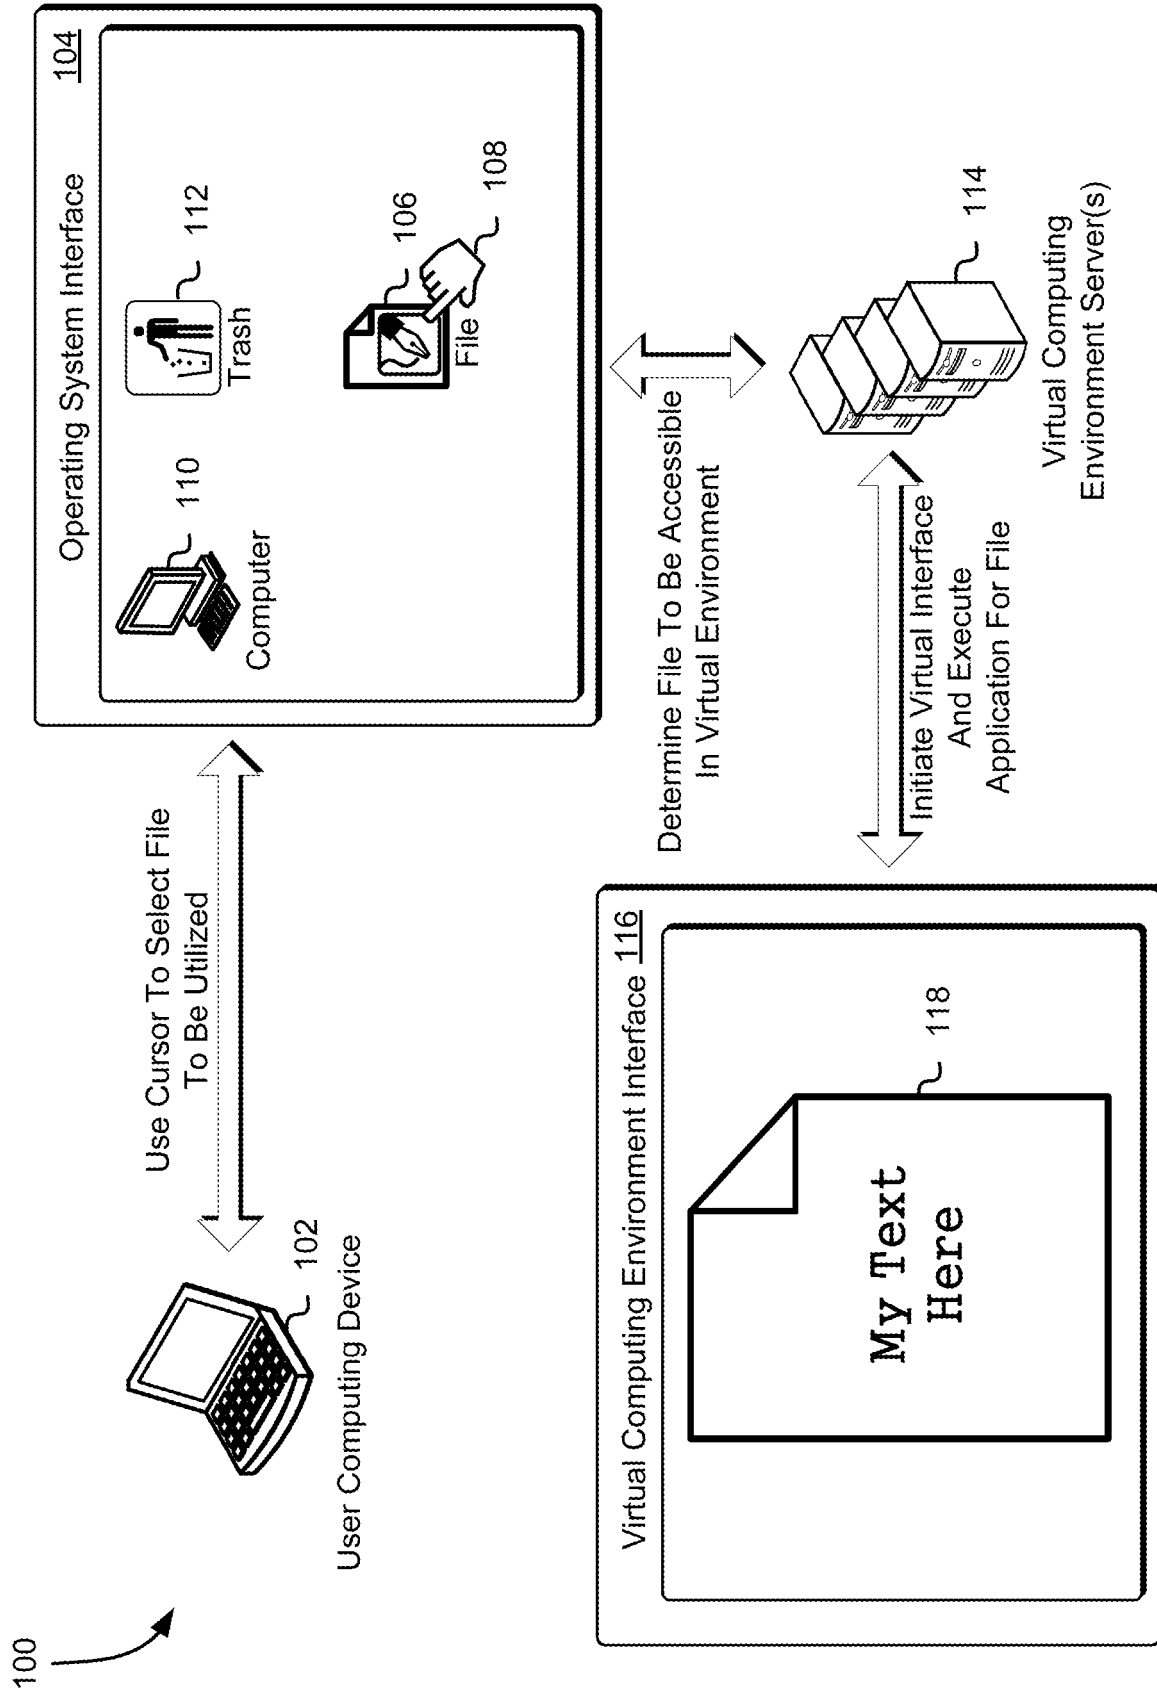 100
User Computing Device
102
Use Cursor To Select File
To Be Utilized
Operating System Interface 104
Computer
110
Trash
112
File
106
108
Determine File To Be Accessible
In Virtual Environment
Virtual Computing Environment Interface 116
My Text
Here
118
Initiate Virtual Interface
And Execute
Application For File
114
Virtual Computing
Environment Server(s)